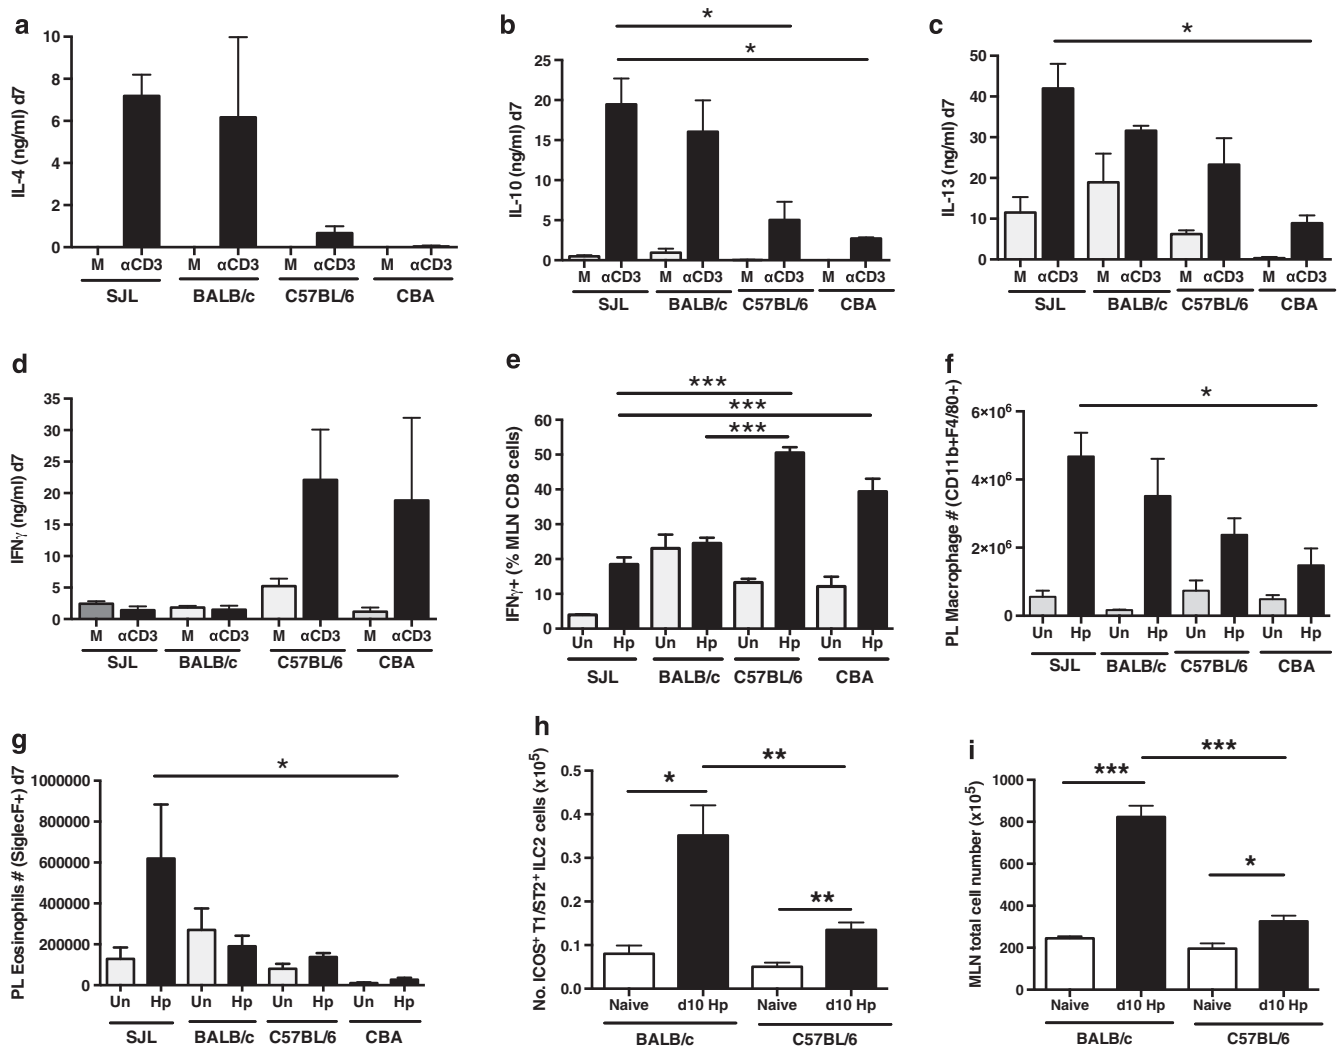 a
IL-4 (ng/ml) d7
10
8
6
4
2
0
M αCD3 M αCD3 M αCD3 M αCD3
SJL BALB/c C57BL/6 CBA
b
*
*
IL-10 (ng/ml) d7
25
20
15
10
5
0
M αCD3 M αCD3 M αCD3 M αCD3
SJL BALB/c C57BL/6 CBA
c
*
IL-13 (ng/ml) d7
50
40
30
20
10
0
M αCD3 M αCD3 M αCD3 M αCD3
SJL BALB/c C57BL/6 CBA
d
IFNγ (ng/ml) d7
35
30
25
20
15
10
5
0
M αCD3 M αCD3 M αCD3 M αCD3
SJL BALB/c C57BL/6 CBA
e
***
***
***
IFNγ+ (% MLN CD8 cells)
60
50
40
30
20
10
0
Un Hp Un Hp Un Hp Un Hp
SJL BALB/c C57BL/6 CBA
f
*
PL Macrophage # (CD11b+F4/80+)
6×10⁶
4×10⁶
2×10⁶
0
Un Hp Un Hp Un Hp Un Hp
SJL BALB/c C57BL/6 CBA
g
*
PL Eosinophils # (SiglecF+) d7
1000000
800000
600000
400000
200000
0
Un Hp Un Hp Un Hp Un Hp
SJL BALB/c C57BL/6 CBA
h
*
**
**
No. ICOS⁺ T1/ST2⁺ ILC2 cells (x10⁵)
0.5
0.4
0.3
0.2
0.1
0.0
Naive d10 Hp Naive d10 Hp
BALB/c C57BL/6
i
***
***
*
MLN total cell number (x10⁵)
1000
800
600
400
200
0
Naive d10 Hp Naive d10 Hp
BALB/c C57BL/6